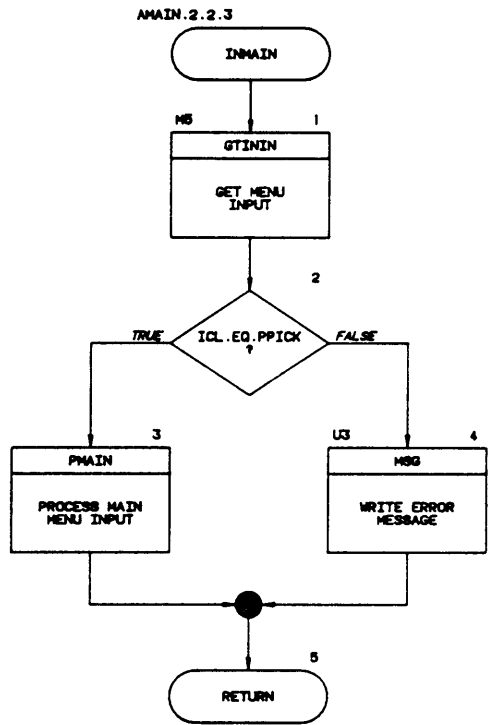 AMAIN.2.2.3
INMAIN
M5 1
GTININ
GET MENU
INPUT
2
TRUE ICL.EQ.PPICK FALSE
?
3 U3 4
PMAIN MSG
PROCESS MAIN WRITE ERROR
MENU INPUT MESSAGE
5
RETURN